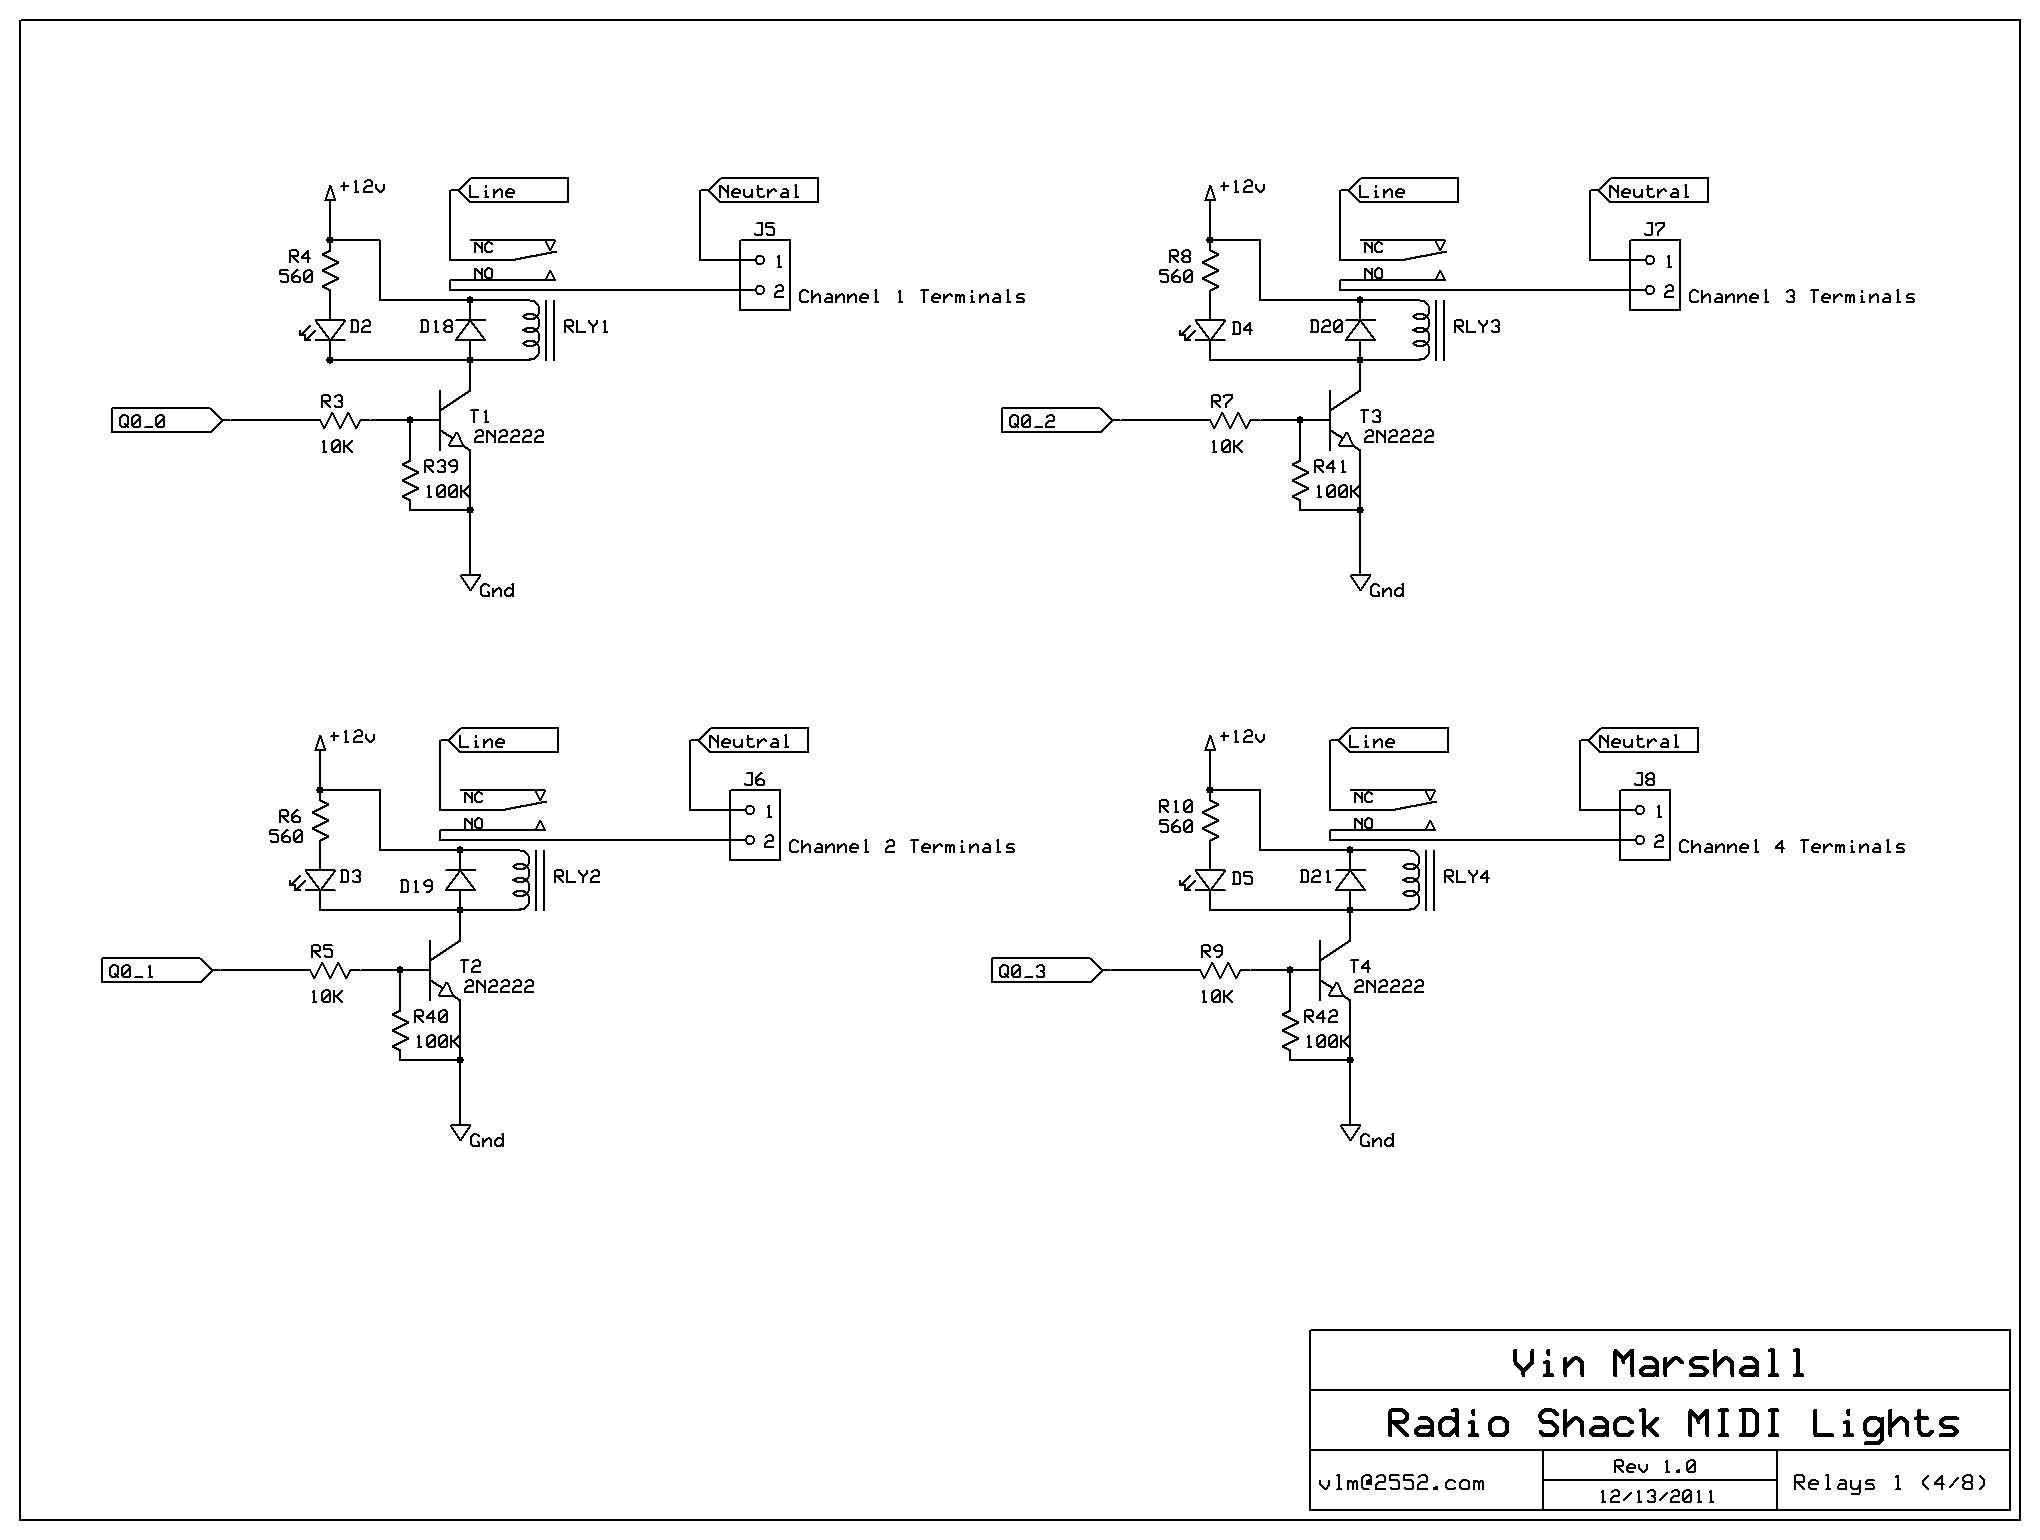 +12v
Line
Neutral
J5
NC
R4
560
NO
1
2
Channel 1 Terminals
D2
D18
RLY1
Q0_0
R3
10K
T1
2N2222
R39
100K
Gnd
+12v
Line
Neutral
J7
NC
R8
560
NO
1
2
Channel 3 Terminals
D4
D20
RLY3
Q0_2
R7
10K
T3
2N2222
R41
100K
Gnd
+12v
Line
Neutral
J6
NC
R6
560
NO
1
2
Channel 2 Terminals
D3
D19
RLY2
Q0_1
R5
10K
T2
2N2222
R40
100K
Gnd
+12v
Line
Neutral
J8
NC
R10
560
NO
1
2
Channel 4 Terminals
D5
D21
RLY4
Q0_3
R9
10K
T4
2N2222
R42
100K
Gnd
Vin Marshall
Radio Shack MIDI Lights
vlm@2552.com
Rev 1.0
12/13/2011
Relays 1 (4/8)